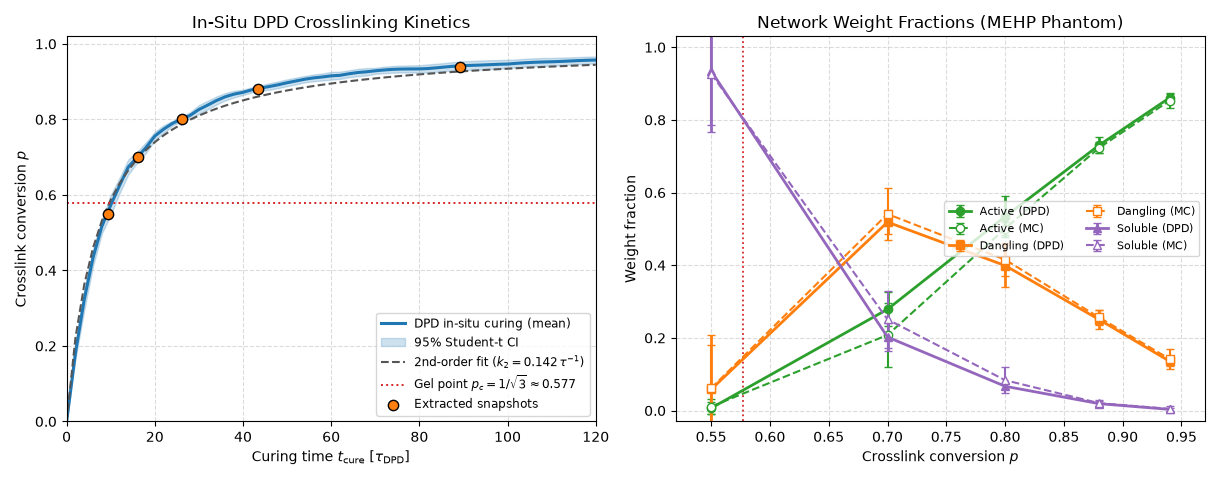 In-Situ DPD Crosslinking Kinetics
Crosslink conversion p
1.0
0.8
0.6
0.4
0.2
0.0
DPD in-situ curing (mean)
95% Student-t CI
2nd-order fit (k₂ = 0.142 τ⁻¹)
Gel point p_c = 1/√3 ≈ 0.577
Extracted snapshots
0 20 40 60 80 100 120
Curing time t_cure [τ_DPD]
Network Weight Fractions (MEHP Phantom)
Weight fraction
1.0
0.8
0.6
0.4
0.2
0.0
Active (DPD)
Active (MC)
Dangling (DPD)
Dangling (MC)
Soluble (DPD)
Soluble (MC)
0.55 0.60 0.65 0.70 0.75 0.80 0.85 0.90 0.95
Crosslink conversion p